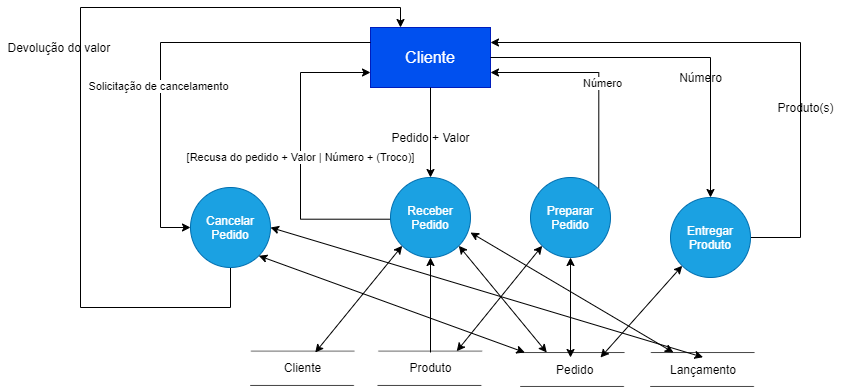 Devolução do valor
Cliente
Solicitação de cancelamento
Número
Número
Produto(s)
Pedido + Valor
[Recusa do pedido + Valor | Número + (Troco)]
Cancelar
Pedido
Receber
Pedido
Preparar
Pedido
Entregar
Produto
Cliente
Produto
Pedido
Lançamento